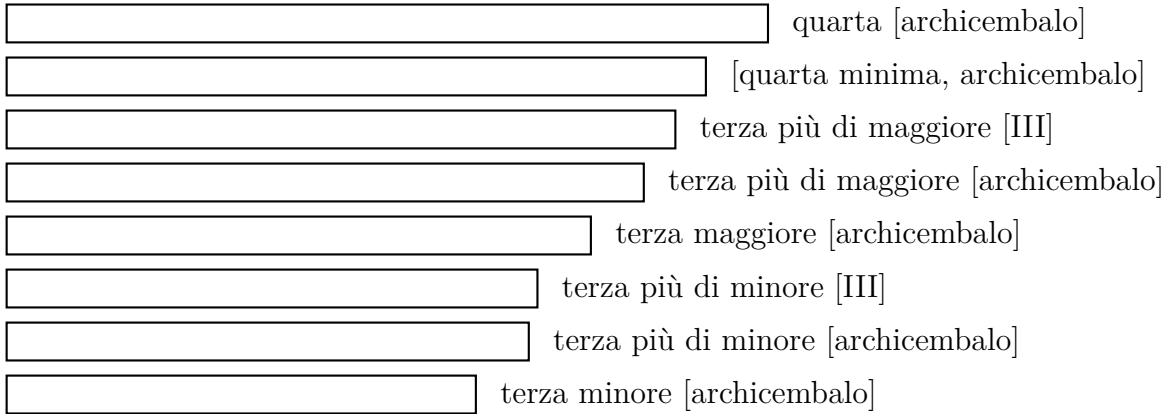 quarta [archicembalo]
[quarta minima, archicembalo]
terza più di maggiore [III]
terza più di maggiore [archicembalo]
terza maggiore [archicembalo]
terza più di minore [III]
terza più di minore [archicembalo]
terza minore [archicembalo]